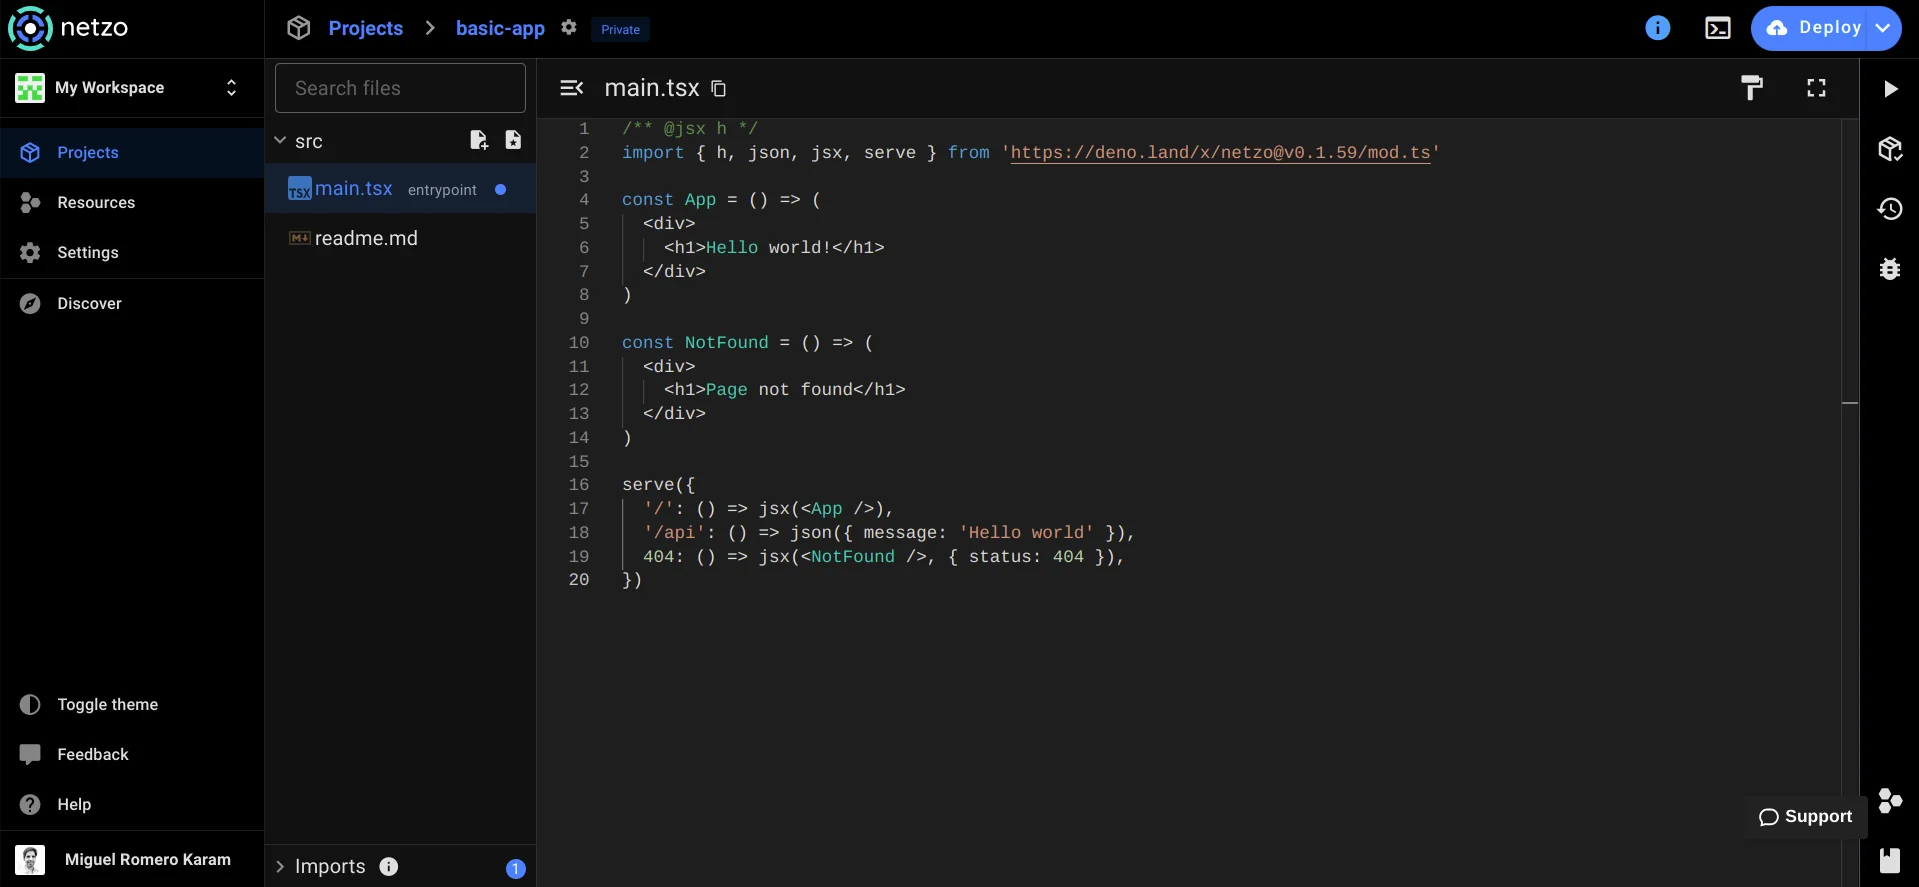 netzo
Projects
basic-app
Private
Deploy
My Workspace
Projects
Resources
Settings
Discover
Toggle theme
Feedback
Help
Miguel Romero Karam
Search files
src
TSX main.tsx entrypoint
M readme.md
Imports
1
main.tsx
1 /** @jsx h */
2 import { h, json, jsx, serve } from 'https://deno.land/x/netzo@v0.1.59/mod.ts'
3
4 const App = () => (
5 <div>
6 <h1>Hello world!</h1>
7 </div>
8 )
9
10 const NotFound = () => (
11 <div>
12 <h1>Page not found</h1>
13 </div>
14 )
15
16 serve({
17 '/': () => jsx(<App />),
18 '/api': () => json({ message: 'Hello world' }),
19 404: () => jsx(<NotFound />, { status: 404 }),
20 })
Support